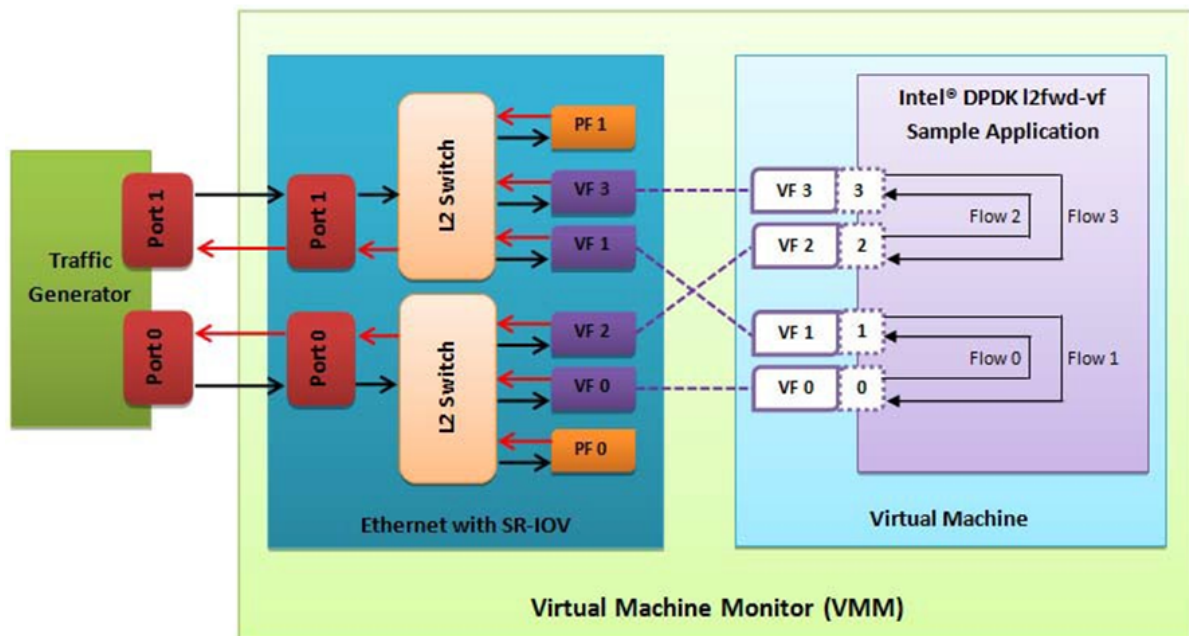 Traffic
Generator
Port 1
Port 0
Port 1
Port 0
L2 Switch
L2 Switch
PF 1
VF 3
VF 1
VF 2
VF 0
PF 0
Ethernet with SR-IOV
Intel® DPDK l2fwd-vf
Sample Application
VF 3
3
VF 2
2
Flow 2
Flow 3
VF 1
1
VF 0
0
Flow 0
Flow 1
Virtual Machine
Virtual Machine Monitor (VMM)